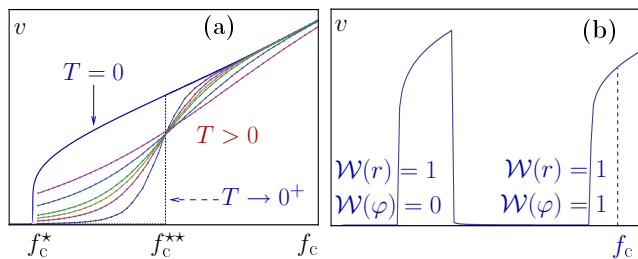 v
(a)
T = 0
T > 0
T → 0⁺
f_c^⋆
f_c^⋆⋆
f_c
v
(b)
𝒲(r) = 1
𝒲(φ) = 0
𝒲(r) = 1
𝒲(φ) = 1
f_c